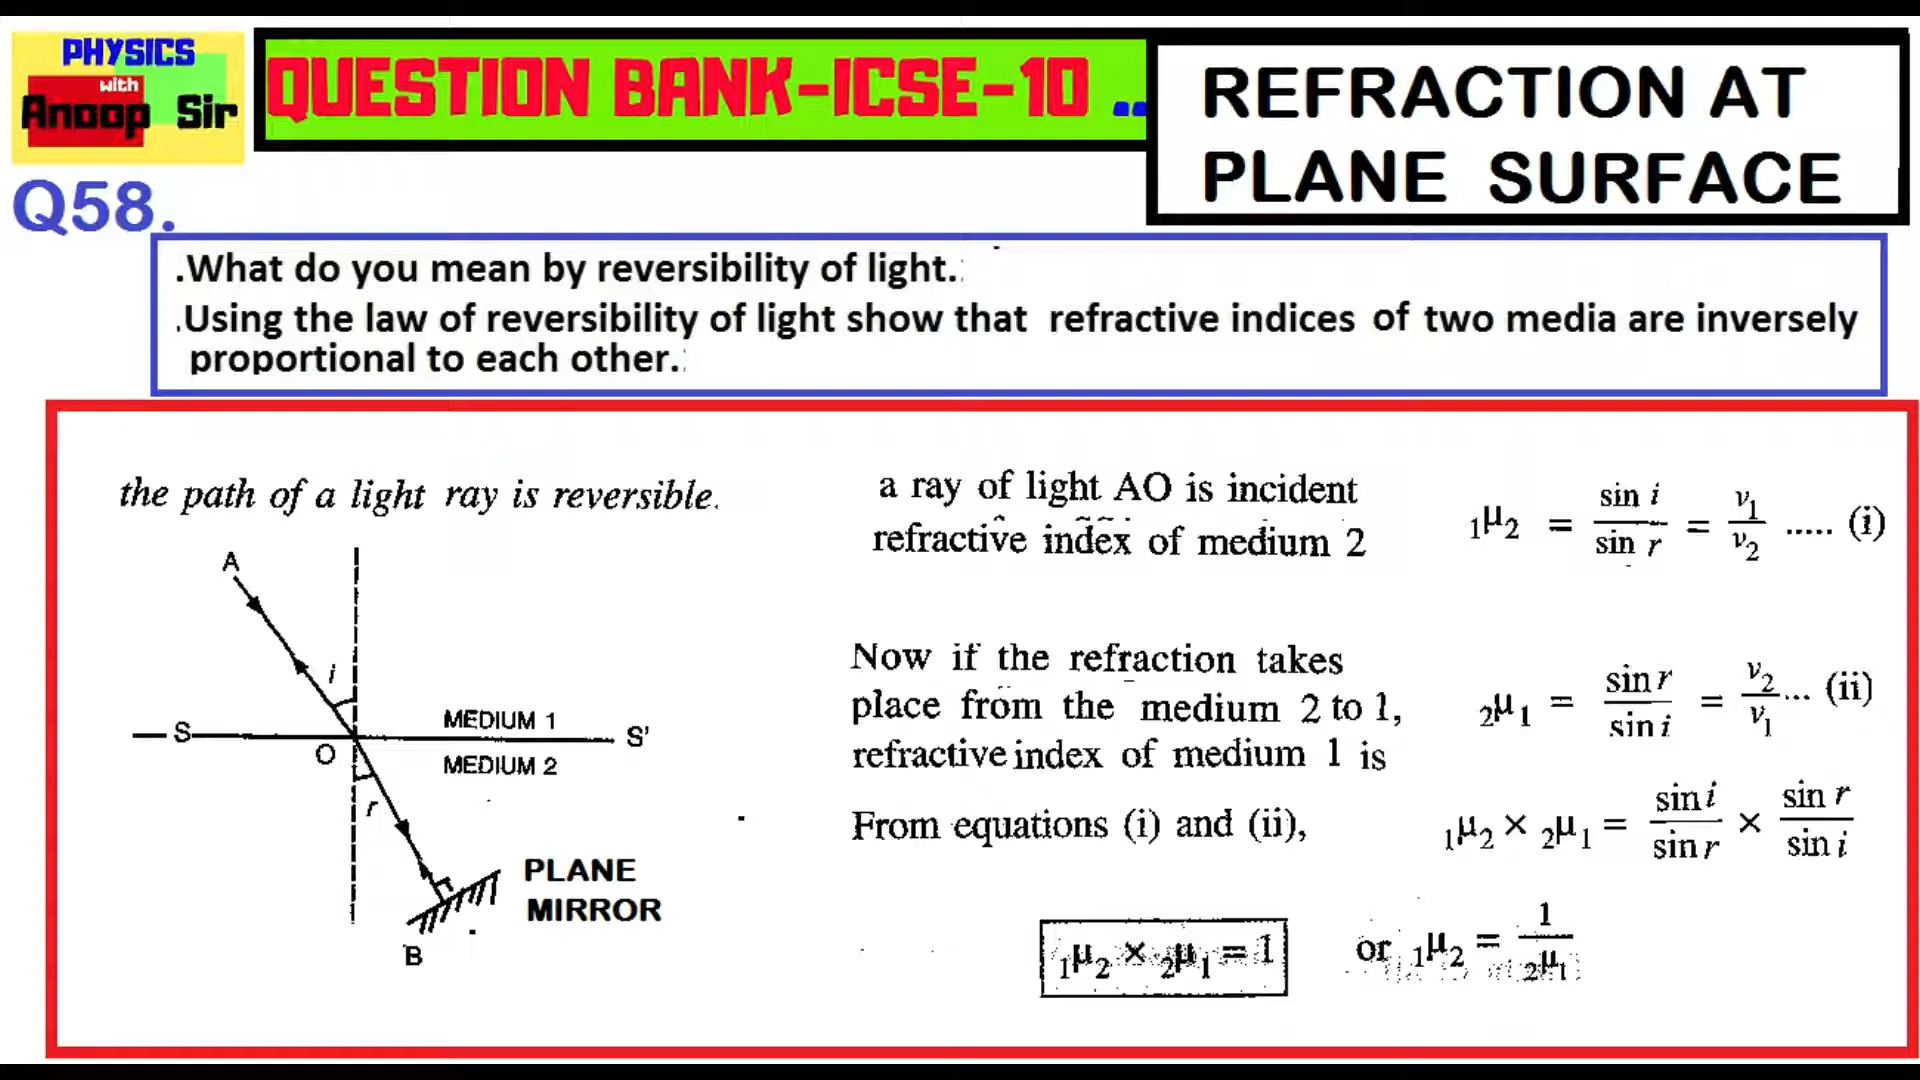 PHYSICS
with
Anoop Sir
QUESTION BANK-ICSE-10 ..
REFRACTION AT
PLANE SURFACE
Q58.
.What do you mean by reversibility of light.
.Using the law of reversibility of light show that refractive indices of two media are inversely
proportional to each other.
the path of a light ray is reversible.
A
i
S
O
MEDIUM 1
S'
MEDIUM 2
r
PLANE
MIRROR
B
a ray of light AO is incident
refractive index of medium 2
₁μ₂ = sin i / sin r = v₁ / v₂ ..... (i)
Now if the refraction takes
place from the medium 2 to 1,
refractive index of medium 1 is
₂μ₁ = sin r / sin i = v₂ / v₁ ... (ii)
From equations (i) and (ii),
₁μ₂ × ₂μ₁ = sin i / sin r × sin r / sin i
₁μ₂ × ₂μ₁ = 1
or ₁μ₂ = 1 / ₂μ₁